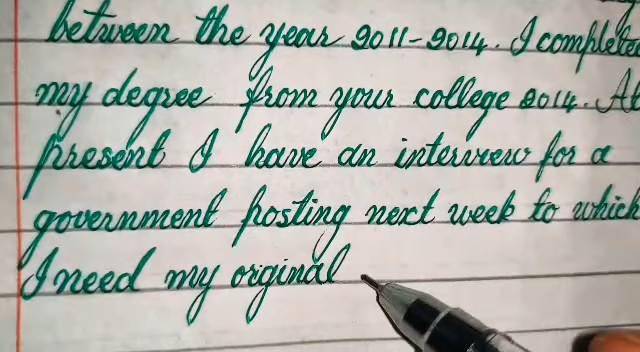 between the year 2011-2014. I completed
my degree from your college 2014. At
present I have an interview for a
government posting next week to which
I need my orginal